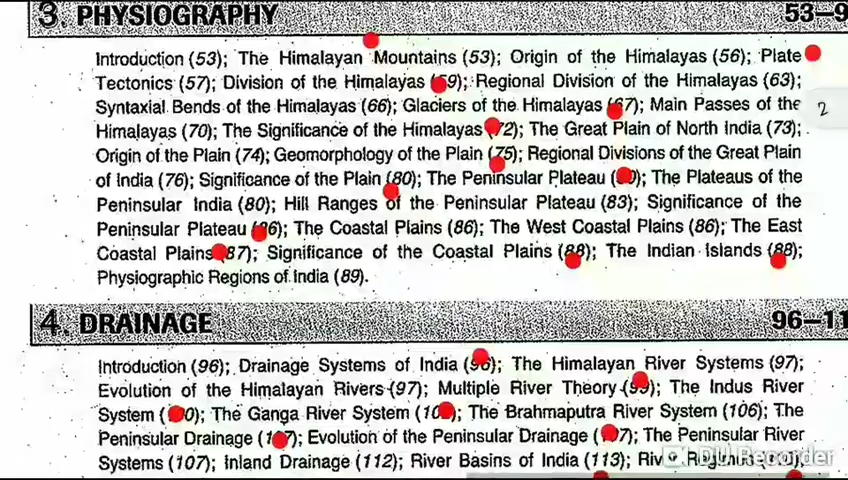 3. PHYSIOGRAPHY 53-9
Introduction (53); The Himalayan Mountains (53); Origin of the Himalayas (56); Plate
Tectonics (57); Division of the Himalayas (59); Regional Division of the Himalayas (63);
Syntaxial Bends of the Himalayas (66); Glaciers of the Himalayas (67); Main Passes of the
2
Himalayas (70); The Significance of the Himalayas (72); The Great Plain of North India (73);
Origin of the Plain (74); Geomorphology of the Plain (75); Regional Divisions of the Great Plain
of India (76); Significance of the Plain (80); The Peninsular Plateau ( 0); The Plateaus of the
Peninsular India (80); Hill Ranges of the Peninsular Plateau (83); Significance of the
Peninsular Plateau (86); The Coastal Plains (86); The West Coastal Plains (86); The East
Coastal Plains (87); Significance of the Coastal Plains (88); The Indian Islands (88);
Physiographic Regions of India (89).
4. DRAINAGE 96-11
Introduction (96); Drainage Systems of India (96); The Himalayan River Systems (97);
Evolution of the Himalayan Rivers (97); Multiple River Theory (99); The Indus River
System ( 0); The Ganga River System (10 ); The Brahmaputra River System (106); The
Peninsular Drainage (107); Evolution of the Peninsular Drainage (107); The Peninsular River
Systems (107); Inland Drainage (112); River Basins of India (113); River
DU Recorder